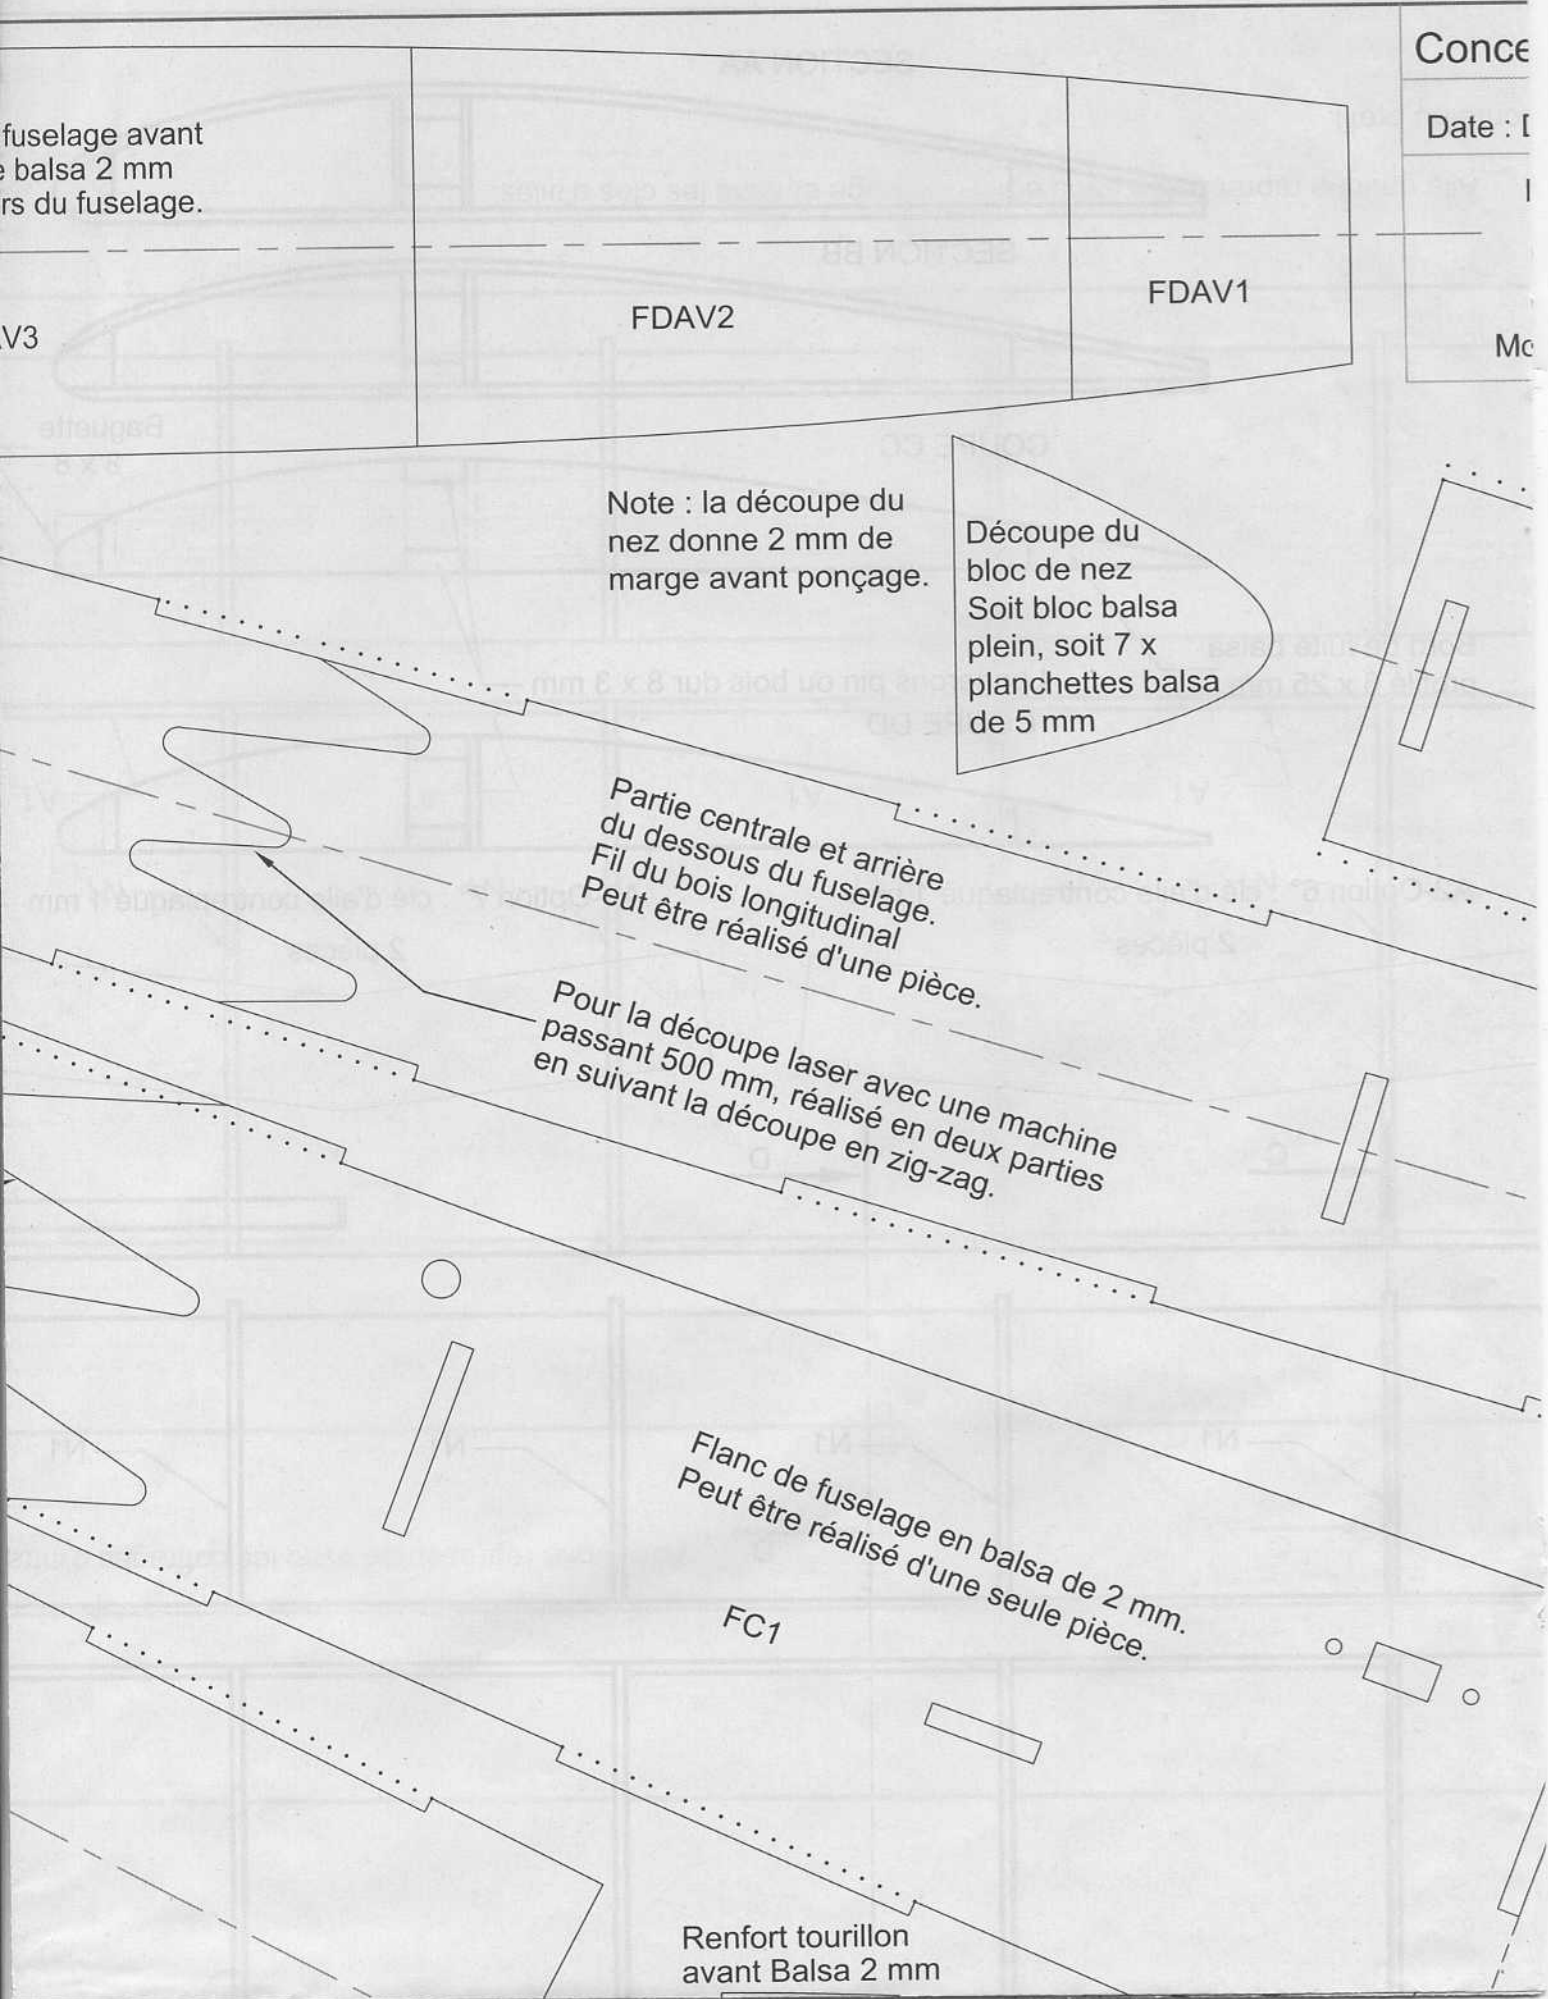 Conce
fuselage avant
e balsa 2 mm
rs du fuselage.
Date :
FDAV1
FDAV2
V3
Mo
Note : la découpe du
nez donne 2 mm de
marge avant ponçage.
Découpe du
bloc de nez
Soit bloc balsa
plein, soit 7 x
planchettes balsa
de 5 mm
Partie centrale et arrière
du dessous du fuselage.
Fil du bois longitudinal
Peut être réalisé d'une pièce.
Pour la découpe laser avec une machine
passant 500 mm, réalisé en deux parties
en suivant la découpe en zig-zag.
Flanc de fuselage en balsa de 2 mm.
Peut être réalisé d'une seule pièce.
FC1
Renfort tourillon
avant Balsa 2 mm